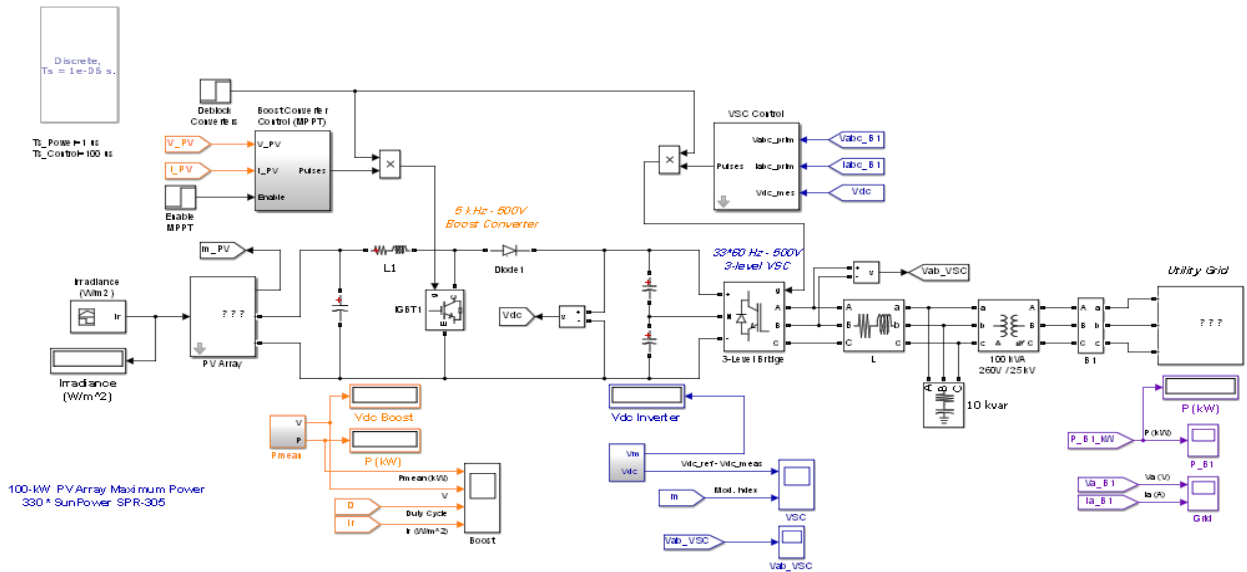 Discrete,
Ts = 1e-06 s.
Ts_Power=1 us
Ts_Control=100 us
Deblock
Converters
Boost Converter
Control (MPPT)
V_PV
I_PV
V_PV
I_PV
Enable
Pulses
Enable
MPPT
×
×
VSC Control
Vabc_prim
Iabc_prim
Vdc_mes
Pulses
Vabc_B1
Iabc_B1
Vdc
5 kHz - 500V
Boost Converter
33*60 Hz - 500V
3-level VSC
m_PV
Irradiance
(W/m2)
Ir
Irradiance
(W/m^2)
? ? ?
PV Array
L1
Diode1
g
C
E
IGBT1
Vdc
+
-
v
g
+
N
-
A
B
C
3-Level Bridge
+
-
v
Vab_VSC
A
B
C
a
b
c
L
A
B
C
10 kvar
a
b
c
A
B
C
100 kVA
260V / 25 kV
A
B
C
a
b
c
B1
Utility Grid
? ? ?
V
P
Pmean
Vdc Boost
P (kW)
Pmean (kW)
V
D
Duty Cycle
Ir
Ir (W/m^2)
Boost
Vdc Inverter
Vm
Vdc
Vdc_ref - Vdc_meas
m
Mod. Index
VSC
Vab_VSC
Vab_VSC
P (kW)
P_B1_kW
P (kW)
P_B1
Va_B1
Va (V)
Ia_B1
Ia (A)
Grid
100-kW PV Array Maximum Power
330 * SunPower SPR-305